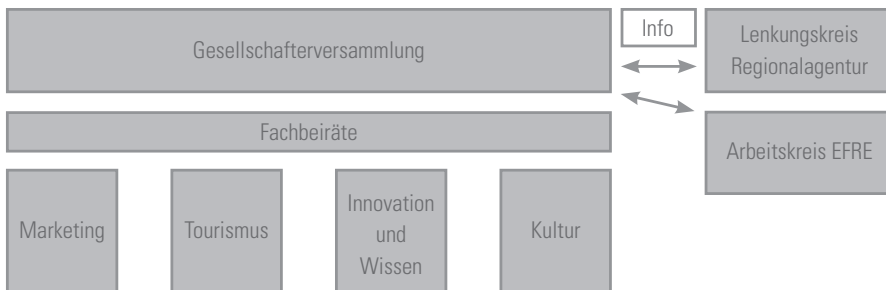 Gesellschafterversammlung
Info
Lenkungskreis
Regionalagentur
Fachbeiräte
Arbeitskreis EFRE
Marketing
Tourismus
Innovation
und
Wissen
Kultur